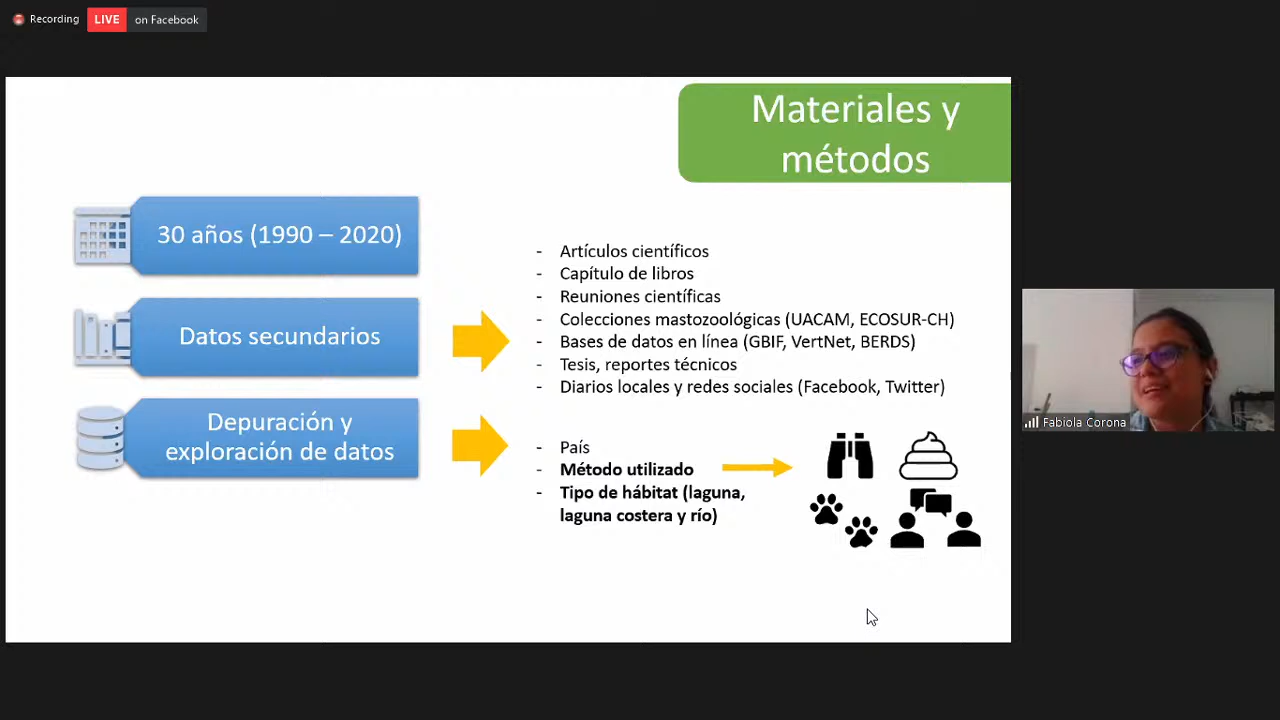 Recording
LIVE on Facebook
Materiales y
métodos
30 años (1990 – 2020)
Datos secundarios
Depuración y
exploración de datos
- Artículos científicos
- Capítulo de libros
- Reuniones científicas
- Colecciones mastozoológicas (UACAM, ECOSUR-CH)
- Bases de datos en línea (GBIF, VertNet, BERDS)
- Tesis, reportes técnicos
- Diarios locales y redes sociales (Facebook, Twitter)
- País
- Método utilizado
- Tipo de hábitat (laguna,
laguna costera y río)
Fabiola Corona